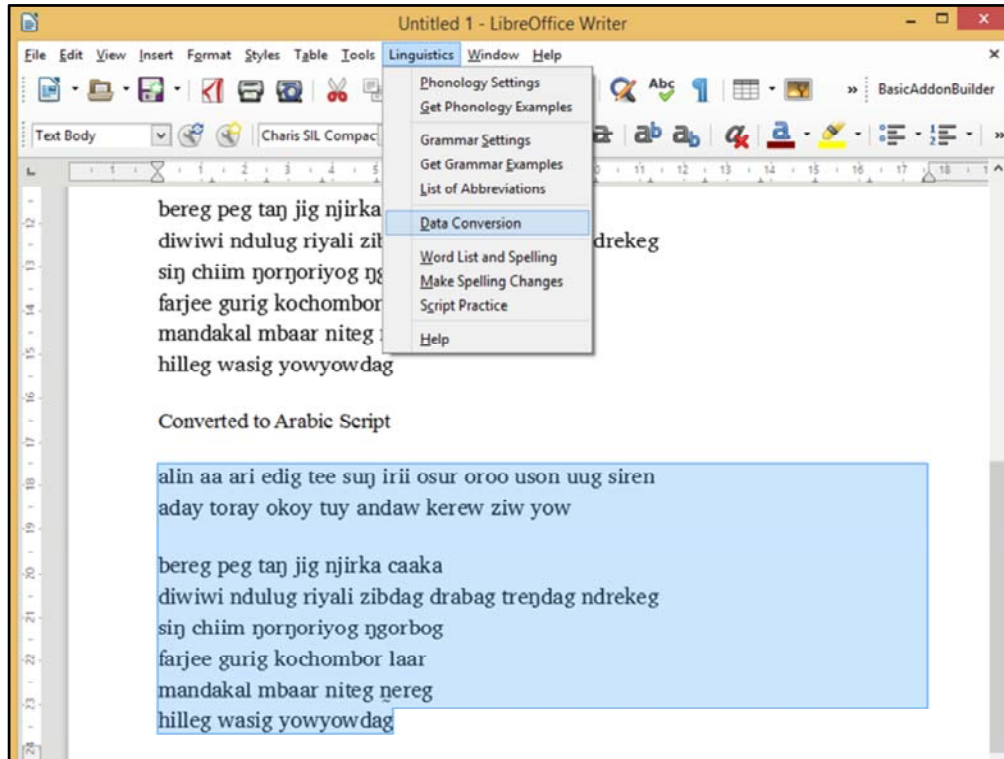 Untitled 1 - LibreOffice Writer
File Edit View Insert Format Styles Table Tools Linguistics Window Help
Abc BasicAddonBuilder
Text Body Charis SIL Compac
Phonology Settings
Get Phonology Examples
Grammar Settings
Get Grammar Examples
List of Abbreviations
Data Conversion
Word List and Spelling
Make Spelling Changes
Script Practice
Help
bereg peg taŋ jig njirka
diwiwi ndulug riyali drekeg
siŋ chiim ŋorŋoriyog
farjee gurig kochombor
mandakal mbaar niteg
hilleg wasig yowyowdag
Converted to Arabic Script
alin aa ari edig tee suŋ irii osur oroo uson uug siren
aday toray okoy tuy andaw kerew ziw yow
bereg peg taŋ jig njirka caaka
diwiwi ndulug riyali zibdag drabag treŋdag ndrekeg
siŋ chiim ŋorŋoriyog ŋgorbog
farjee gurig kochombor laar
mandakal mbaar niteg n̰ereg
hilleg wasig yowyowdag